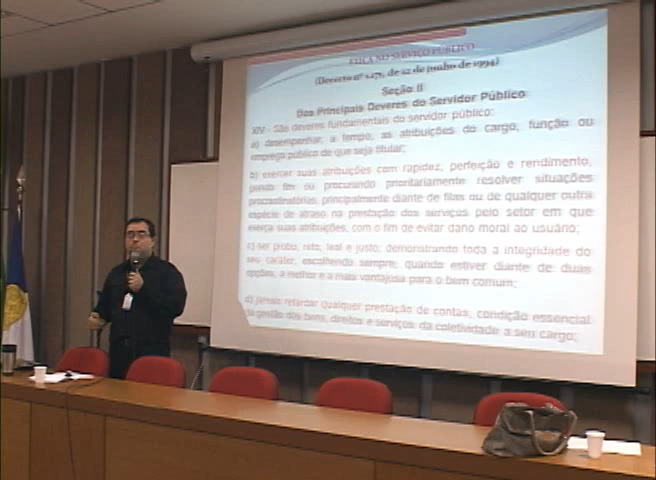 ÉTICA NO SERVIÇO PÚBLICO
(Decreto nº 1.171, de 22 de junho de 1994)
Seção II
Dos Principais Deveres do Servidor Público
XIV - São deveres fundamentais do servidor público:
a) desempenhar, a tempo, as atribuições do cargo, função ou
emprego público de que seja titular;
b) exercer suas atribuições com rapidez, perfeição e rendimento,
pondo fim ou procurando prioritariamente resolver situações
procrastinatórias, principalmente diante de filas ou de qualquer outra
espécie de atraso na prestação dos serviços pelo setor em que
exerça suas atribuições, com o fim de evitar dano moral ao usuário;
c) ser probo, reto, leal e justo, demonstrando toda a integridade do
seu caráter, escolhendo sempre, quando estiver diante de duas
opções, a melhor e a mais vantajosa para o bem comum;
d) jamais retardar qualquer prestação de contas, condição essencial
da gestão dos bens, direitos e serviços da coletividade a seu cargo;